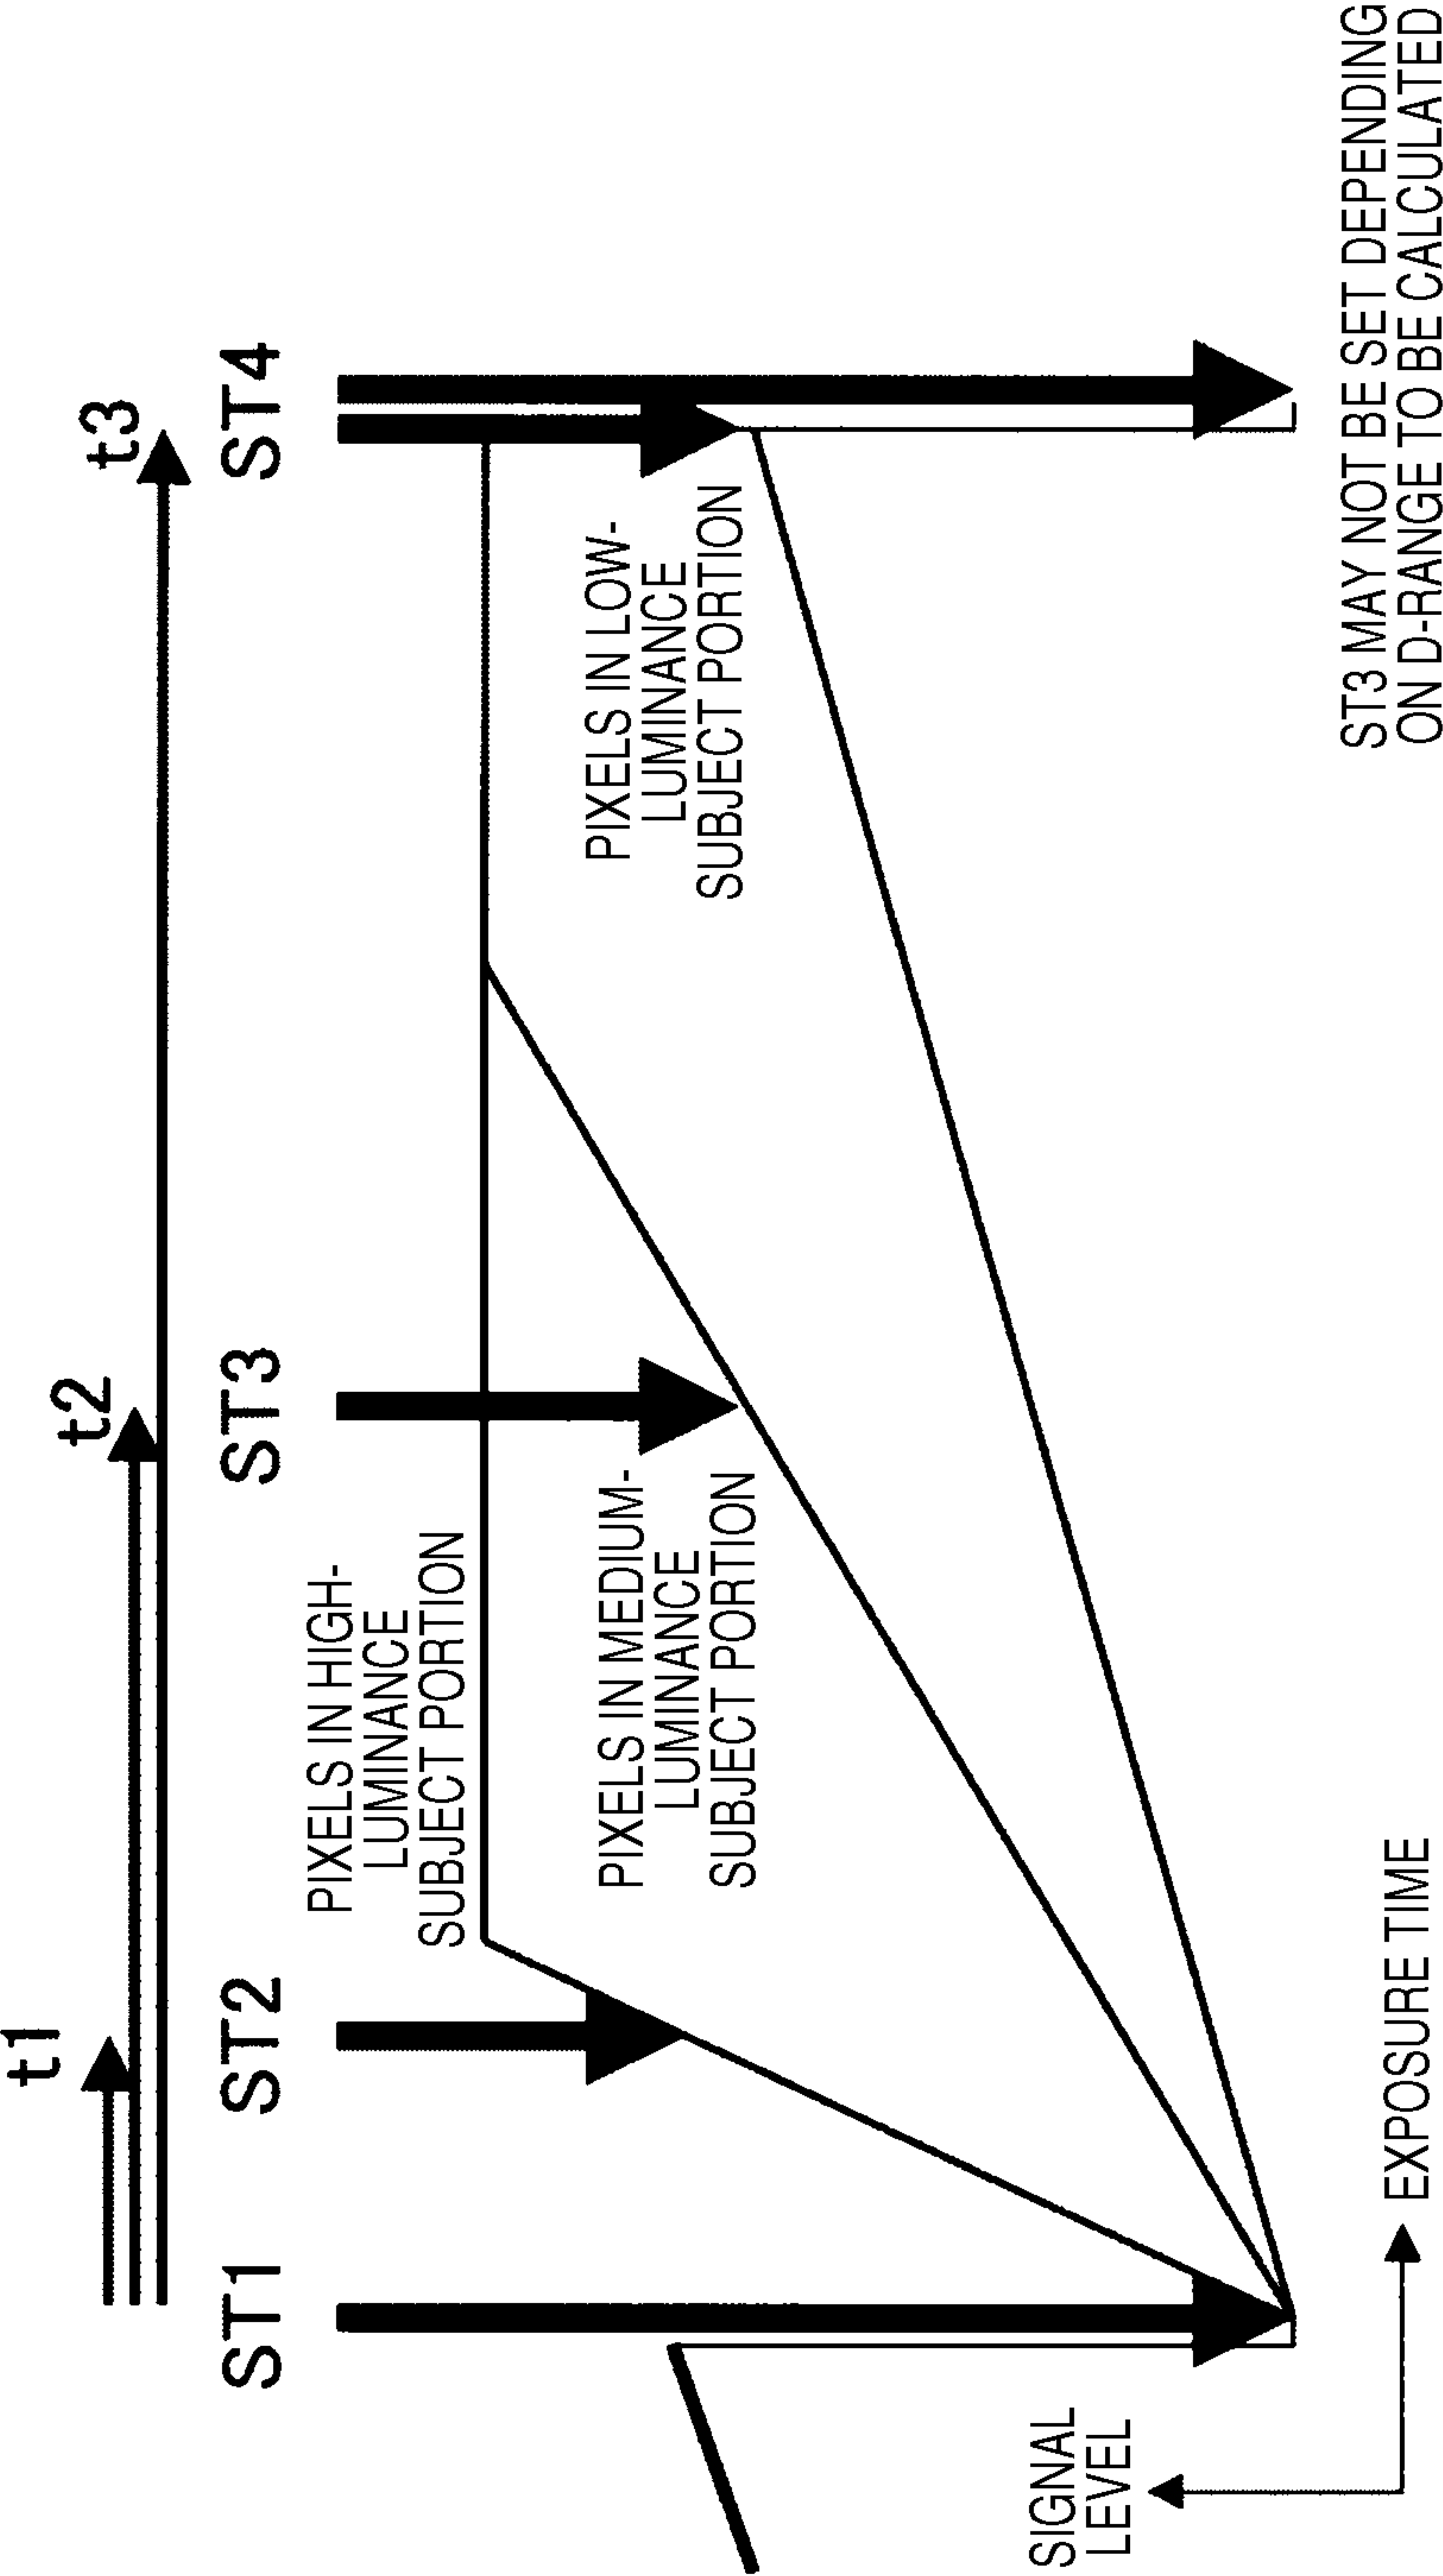 t1
t2
t3
ST1
ST2
ST3
ST4
PIXELS IN HIGH-
LUMINANCE
SUBJECT PORTION
PIXELS IN MEDIUM-
LUMINANCE
SUBJECT PORTION
PIXELS IN LOW-
LUMINANCE
SUBJECT PORTION
SIGNAL
LEVEL
EXPOSURE TIME
ST3 MAY NOT BE SET DEPENDING
ON D-RANGE TO BE CALCULATED